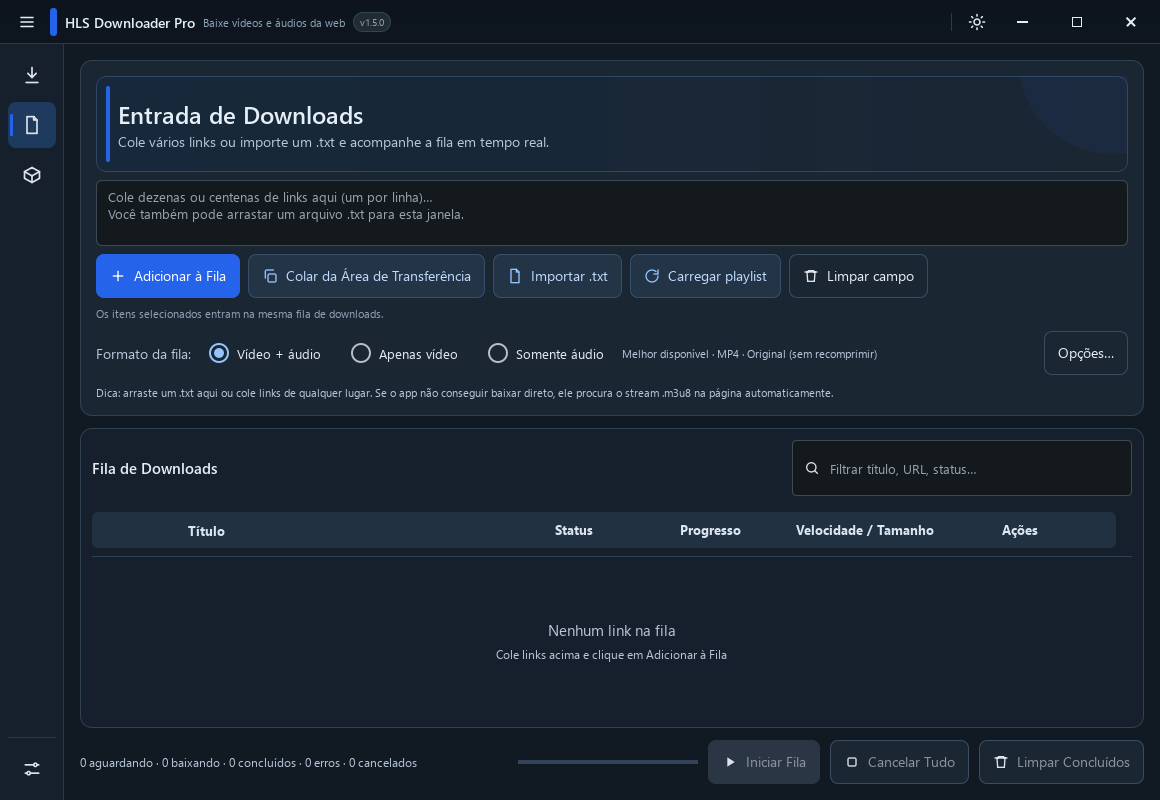 HLS Downloader Pro Baixe vídeos e áudios da web v1.5.0
Entrada de Downloads
Cole vários links ou importe um .txt e acompanhe a fila em tempo real.
Cole dezenas ou centenas de links aqui (um por linha)...
Você também pode arrastar um arquivo .txt para esta janela.
Adicionar à Fila Colar da Área de Transferência Importar .txt Carregar playlist Limpar campo
Os itens selecionados entram na mesma fila de downloads.
Formato da fila: Vídeo + áudio Apenas vídeo Somente áudio Melhor disponível · MP4 · Original (sem recomprimir) Opções...
Dica: arraste um .txt aqui ou cole links de qualquer lugar. Se o app não conseguir baixar direto, ele procura o stream .m3u8 na página automaticamente.
Fila de Downloads Filtrar título, URL, status...
Título Status Progresso Velocidade / Tamanho Ações
Nenhum link na fila
Cole links acima e clique em Adicionar à Fila
0 aguardando · 0 baixando · 0 concluídos · 0 erros · 0 cancelados Iniciar Fila Cancelar Tudo Limpar Concluídos